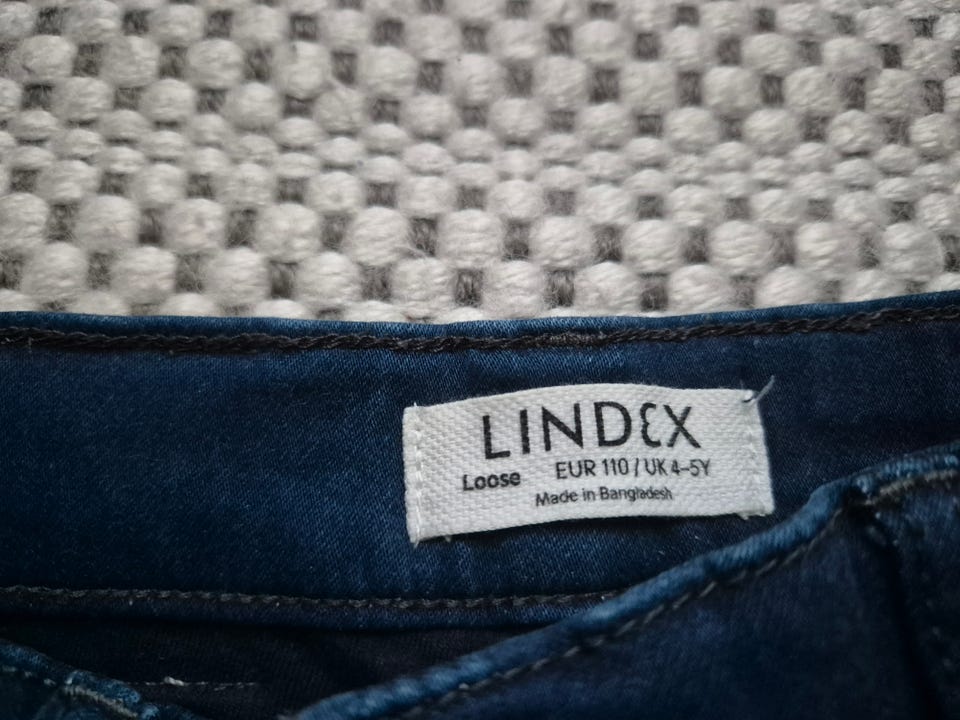 LINDEX
Loose EUR 110 / UK 4-5Y
Made in Bangladesh